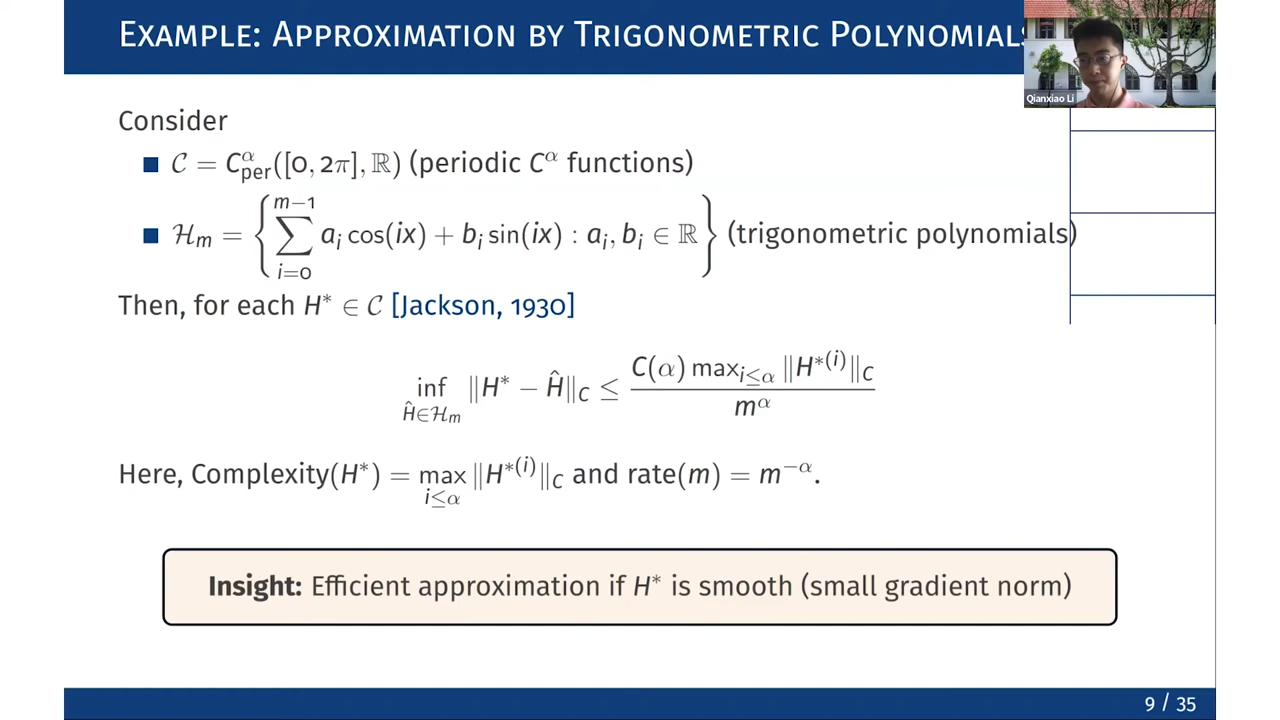 EXAMPLE: APPROXIMATION BY TRIGONOMETRIC POLYNOMIALS
Qianxiao Li
Consider
■ 𝒞 = C^α_per([0, 2π], ℝ) (periodic C^α functions)
■ ℋ_m = { ∑_{i=0}^{m−1} a_i cos(ix) + b_i sin(ix) : a_i, b_i ∈ ℝ } (trigonometric polynomials)
Then, for each H* ∈ 𝒞 [Jackson, 1930]
inf_{Ĥ∈ℋ_m} ‖H* − Ĥ‖_C ≤ C(α) max_{i≤α} ‖H*^(i)‖_C / m^α
Here, Complexity(H*) = max_{i≤α} ‖H*^(i)‖_C and rate(m) = m^{−α}.
Insight: Efficient approximation if H* is smooth (small gradient norm)
9 / 35